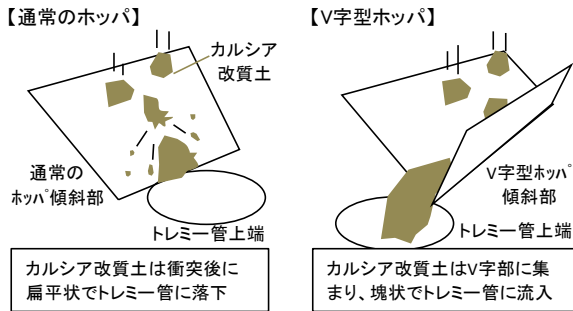 【通常のホッパ】
カルシア
改質土
通常の
ホッパ傾斜部
トレミー管上端
カルシア改質土は衝突後に
扁平状でトレミー管に落下
【V字型ホッパ】
V字型ホッパ
傾斜部
トレミー管上端
カルシア改質土はV字部に集
まり、塊状でトレミー管に流入